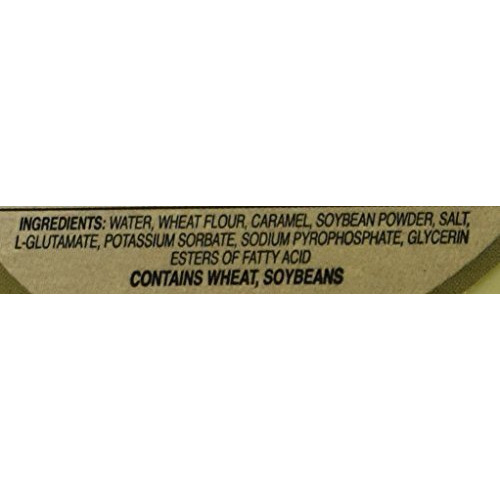 INGREDIENTS: WATER, WHEAT FLOUR, CARAMEL, SOYBEAN POWDER, SALT,
L-GLUTAMATE, POTASSIUM SORBATE, SODIUM PYROPHOSPHATE, GLYCERIN
ESTERS OF FATTY ACID
CONTAINS WHEAT, SOYBEANS